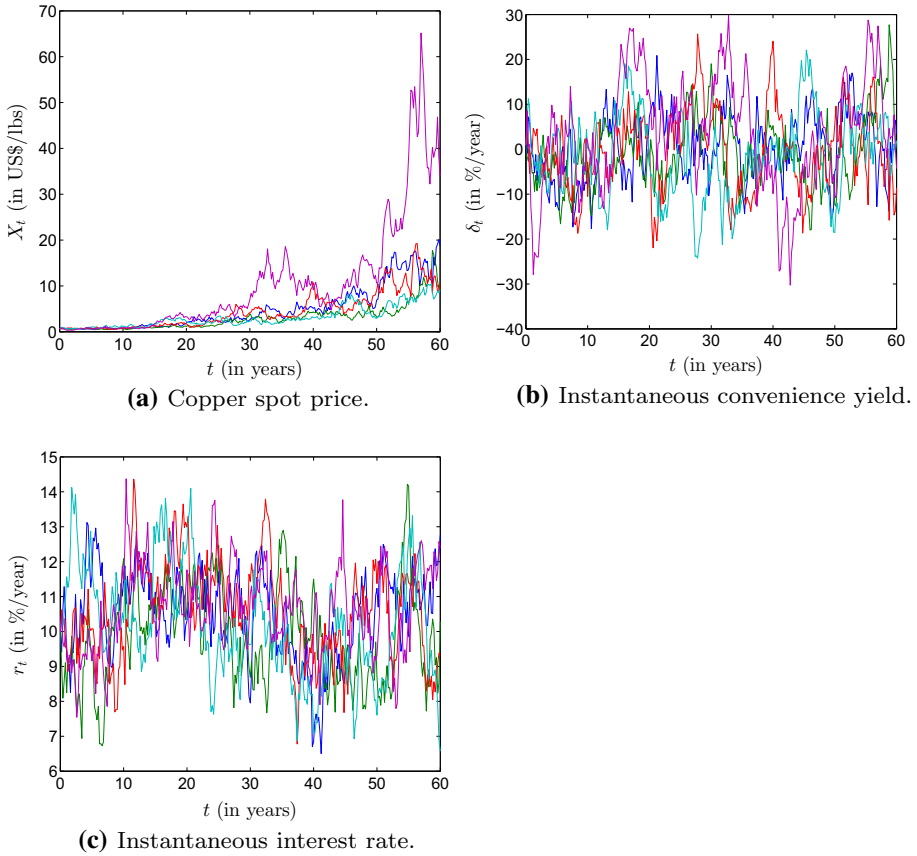 70
60
50
40
30
20
10
0
X_t (in US$/lbs)
0 10 20 30 40 50 60
t (in years)
(a) Copper spot price.
30
20
10
0
−10
−20
−30
−40
δ_t (in %/year)
0 10 20 30 40 50 60
t (in years)
(b) Instantaneous convenience yield.
15
14
13
12
11
10
9
8
7
6
r_t (in %/year)
0 10 20 30 40 50 60
t (in years)
(c) Instantaneous interest rate.